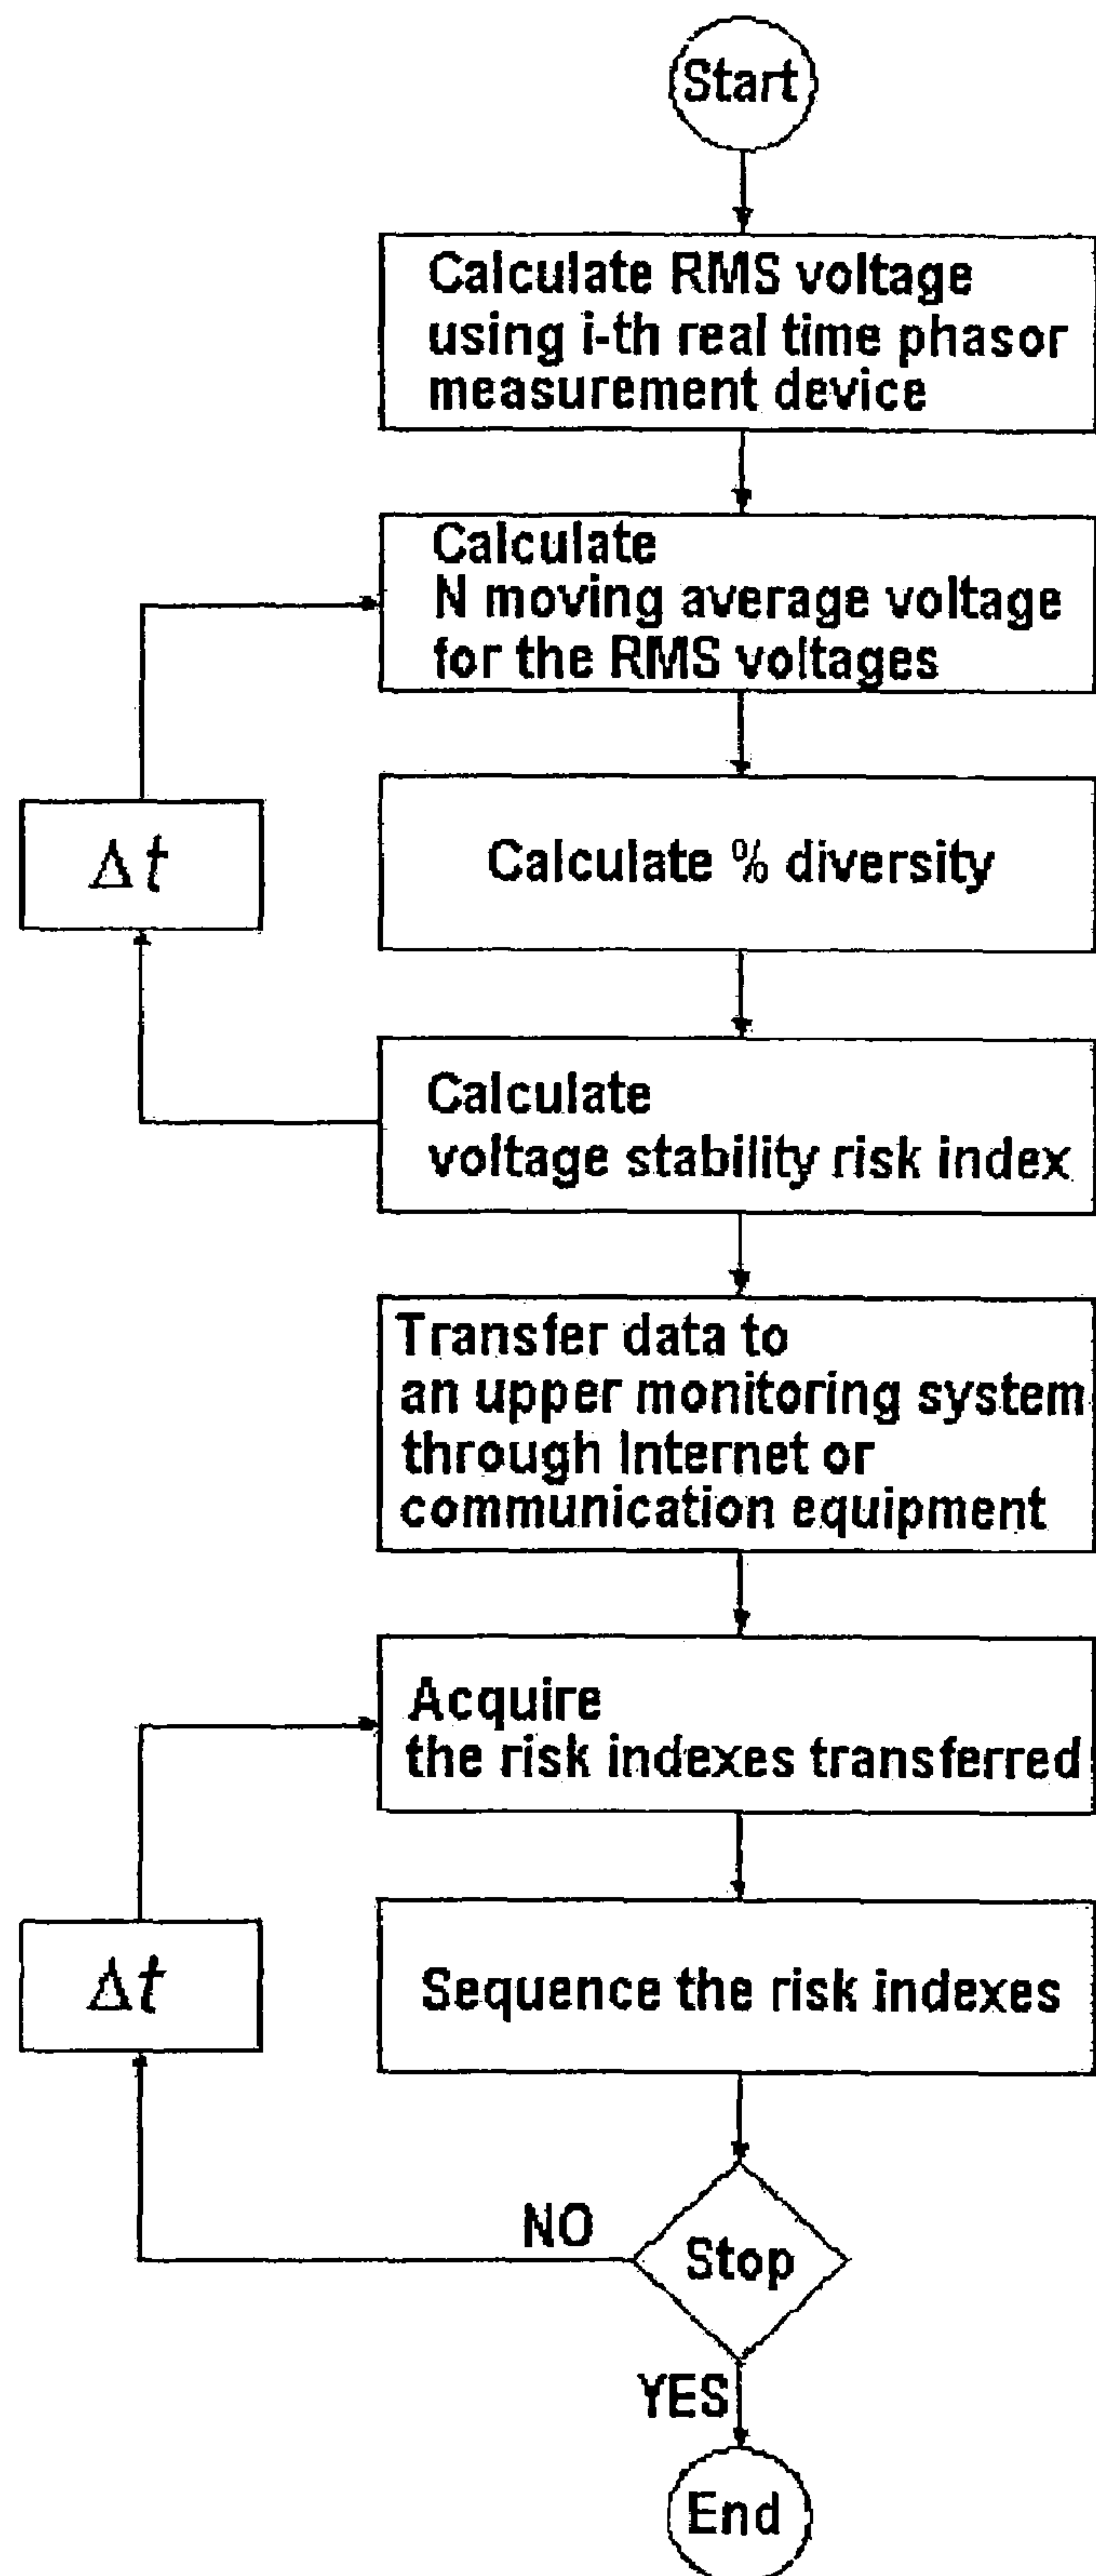 Start
Calculate RMS voltage
using i-th real time phasor
measurement device
Calculate
N moving average voltage
for the RMS voltages
Δt
Calculate % diversity
Calculate
voltage stability risk index
Transfer data to
an upper monitoring system
through Internet or
communication equipment
Acquire
the risk indexes transferred
Δt
Sequence the risk indexes
NO
Stop
YES
End